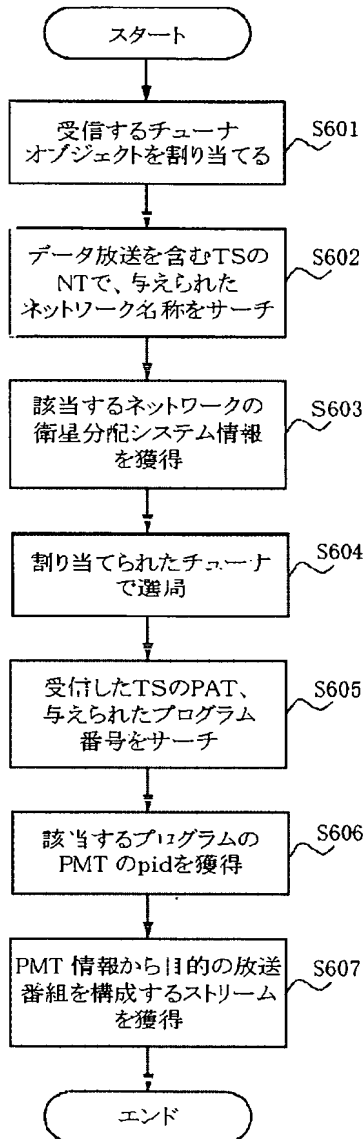 スタート
受信するチューナ
オブジェクトを割り当てる
S601
データ放送を含むTSの
NTで、与えられた
ネットワーク名称をサーチ
S602
該当するネットワークの
衛星分配システム情報
を獲得
S603
割り当てられたチューナ
で選局
S604
受信したTSのPAT、
与えられたプログラム
番号をサーチ
S605
該当するプログラムの
PMTのpidを獲得
S606
PMT 情報から目的の放送
番組を構成するストリーム
を獲得
S607
エンド